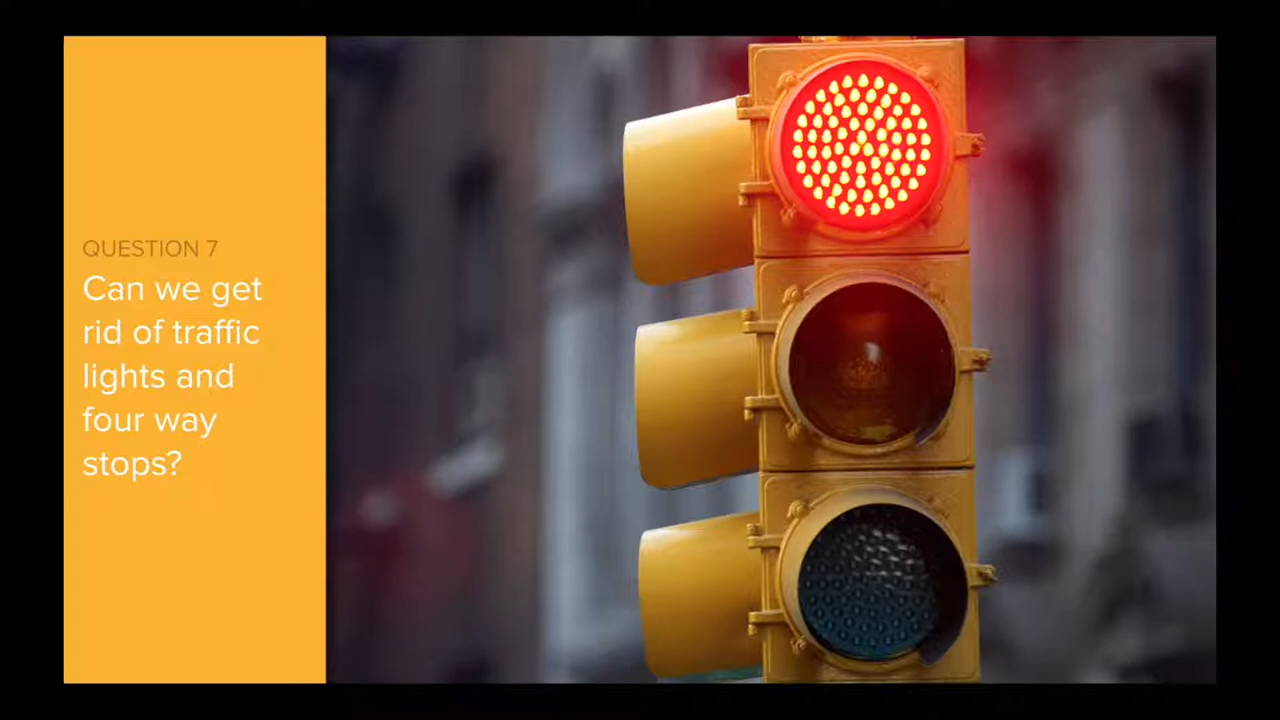 QUESTION 7
Can we get
rid of traffic
lights and
four way
stops?